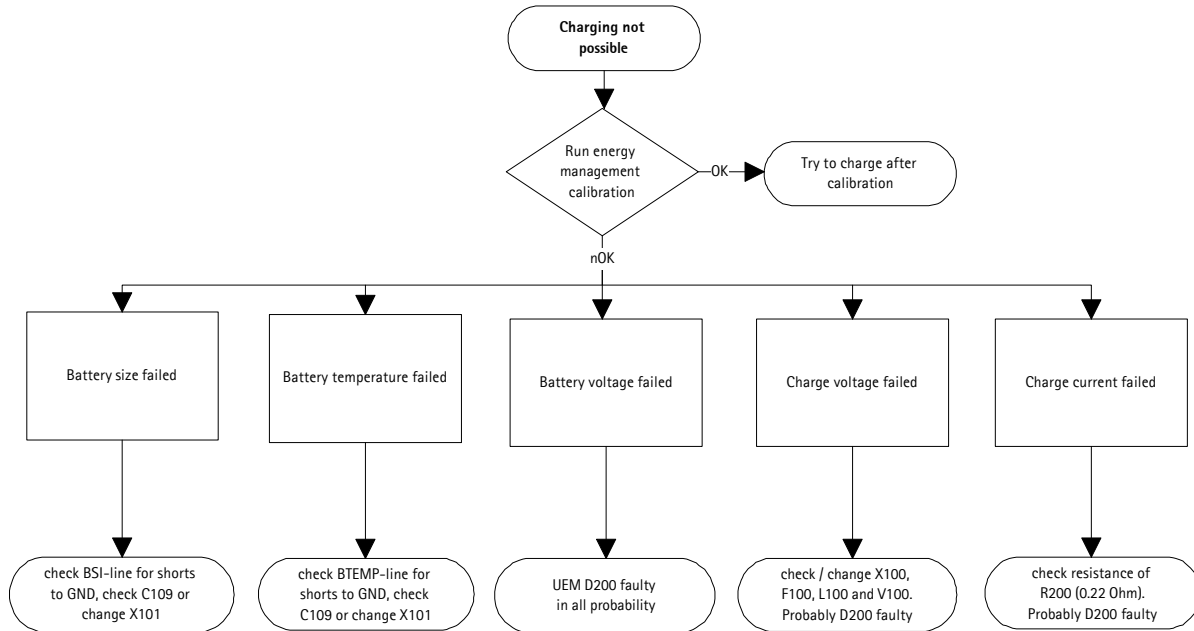 Charging not
possible
Run energy
management
calibration
OK
Try to charge after
calibration
nOK
Battery size failed
Battery temperature failed
Battery voltage failed
Charge voltage failed
Charge current failed
check BSI-line for shorts
to GND, check C109 or
change X101
check BTEMP-line for
shorts to GND, check
C109 or change X101
UEM D200 faulty
in all probability
check / change X100,
F100, L100 and V100.
Probably D200 faulty
check resistance of
R200 (0.22 Ohm).
Probably D200 faulty